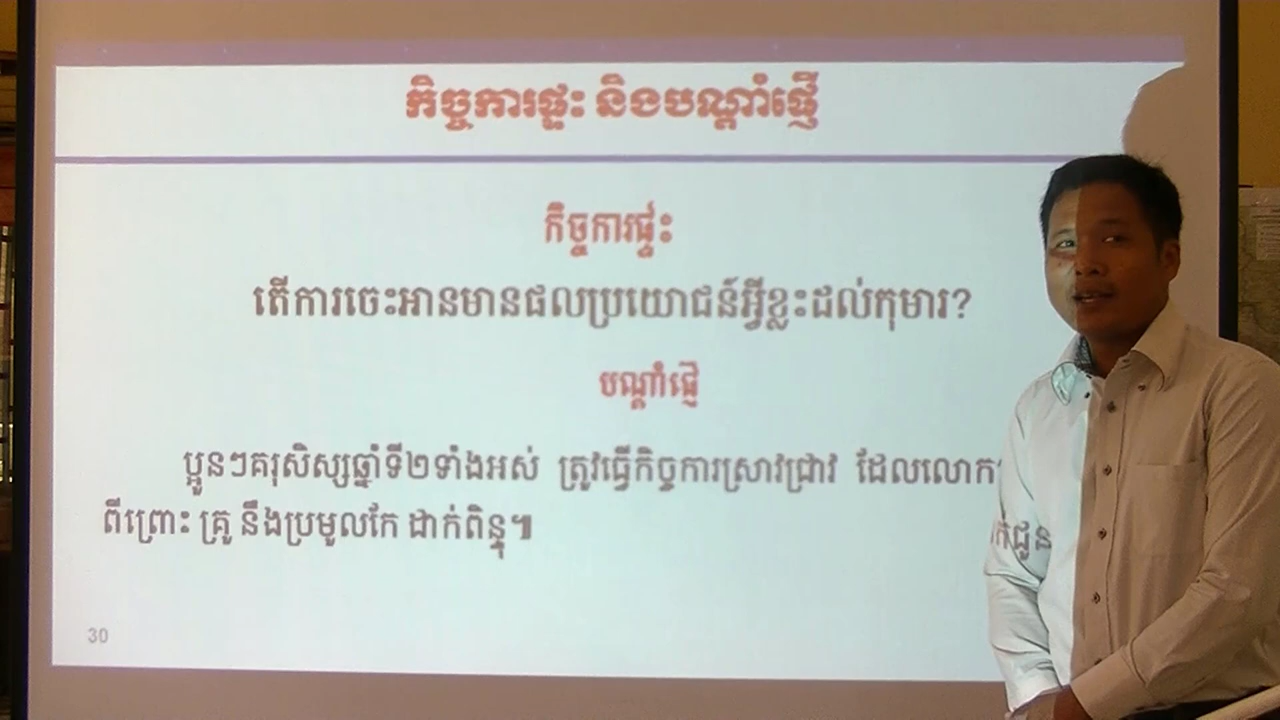 កិច្ចការផ្ទះ និងបណ្តាំផ្ញើ
កិច្ចការផ្ទះ
តើការចេះអានមានផលប្រយោជន៍អ្វីខ្លះដល់កុមារ?
បណ្តាំផ្ញើ
ប្អូនៗគរុសិស្សឆ្នាំទី២ទាំងអស់ ត្រូវធ្វើកិច្ចការស្រាវជ្រាវ ដែលលោក
ពីព្រោះ គ្រូ នឹងប្រមូលកែ ដាក់ពិន្ទុ៕
30